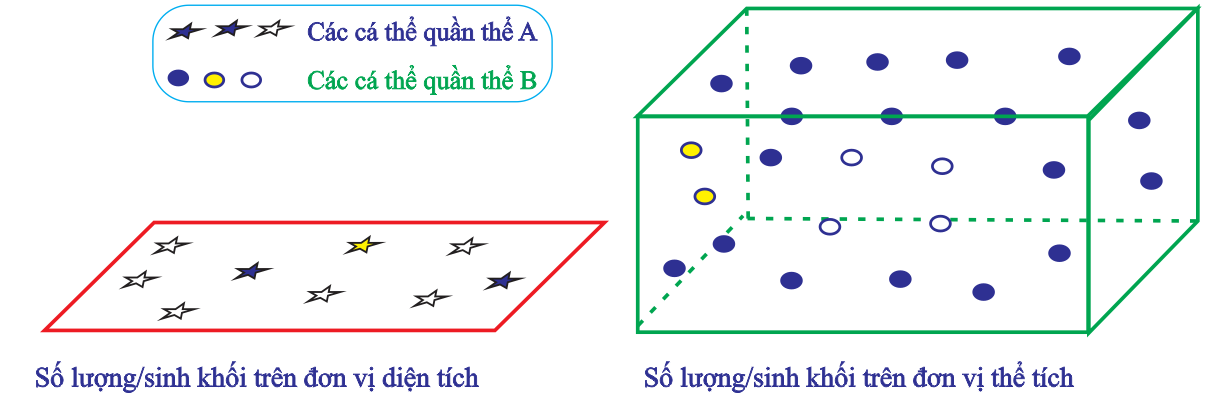 Các cá thể quần thể A
Các cá thể quần thể B
Số lượng/sinh khối trên đơn vị diện tích
Số lượng/sinh khối trên đơn vị thể tích